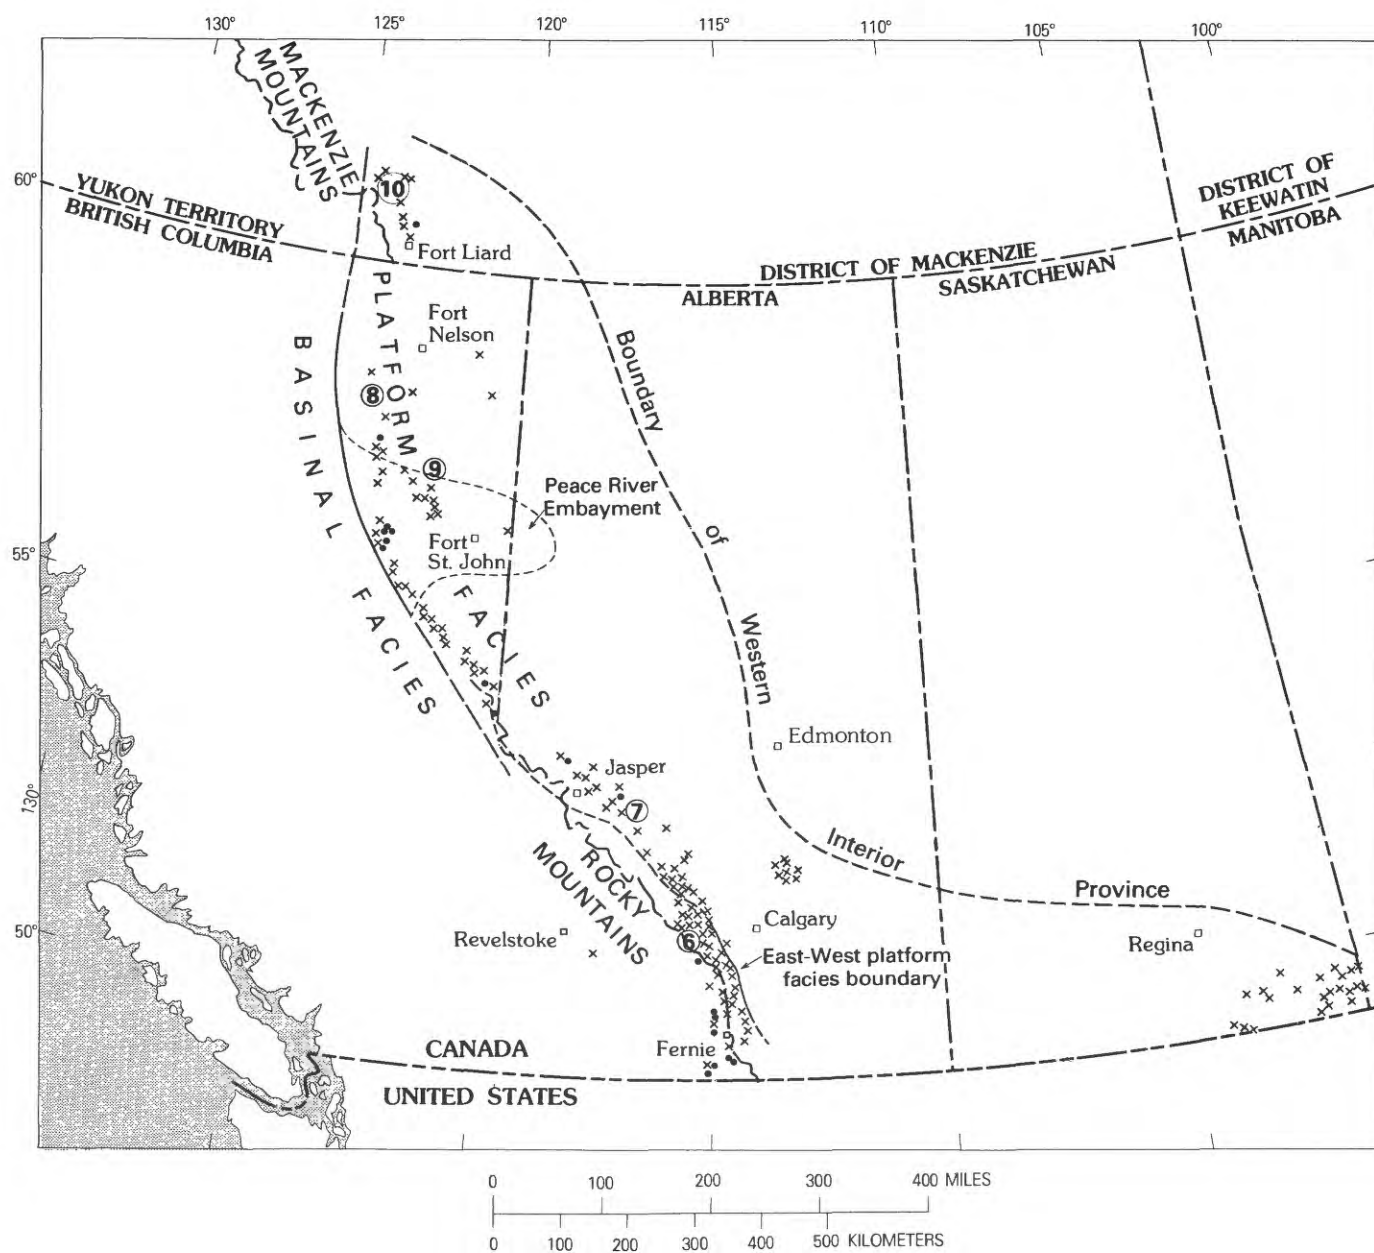 130° 125° 120° 115° 110° 105° 100°
MACKENZIE
MOUNTAINS
60°
10
YUKON TERRITORY
BRITISH COLUMBIA
DISTRICT OF
KEEWATIN
MANITOBA
Fort Liard
DISTRICT OF MACKENZIE
ALBERTA
SASKATCHEWAN
PLATFORM
FACIES
Fort
Nelson
BASINAL FACIES
8
9
Boundary of Western Interior Province
Peace River
Embayment
55°
Fort
St. John
Edmonton
Jasper
130°
7
ROCKY
MOUNTAINS
Calgary
50°
Revelstoke
6
Regina
East-West platform
facies boundary
Fernie
CANADA
UNITED STATES
0 100 200 300 400 MILES
0 100 200 300 400 500 KILOMETERS